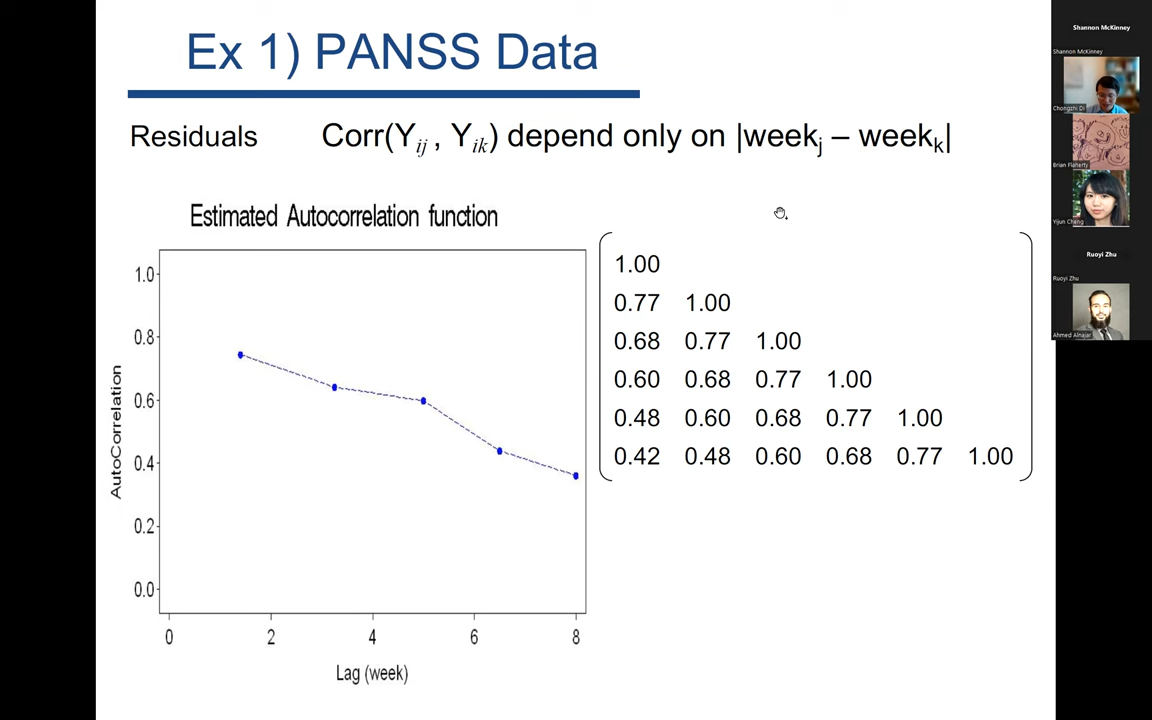 Ex 1) PANSS Data
Residuals Corr(Yij , Yik) depend only on |weekj – weekk|
Estimated Autocorrelation function
1.0
0.8
0.6
0.4
0.2
0.0
AutoCorrelation
0 2 4 6 8
Lag (week)
1.00
0.77 1.00
0.68 0.77 1.00
0.60 0.68 0.77 1.00
0.48 0.60 0.68 0.77 1.00
0.42 0.48 0.60 0.68 0.77 1.00
Shannon McKinney
Shannon McKinney
Chongzhi Di
Brian Flaherty
Yijun Cheng
Ruoyi Zhu
Ruoyi Zhu
Ahmed Alnajar